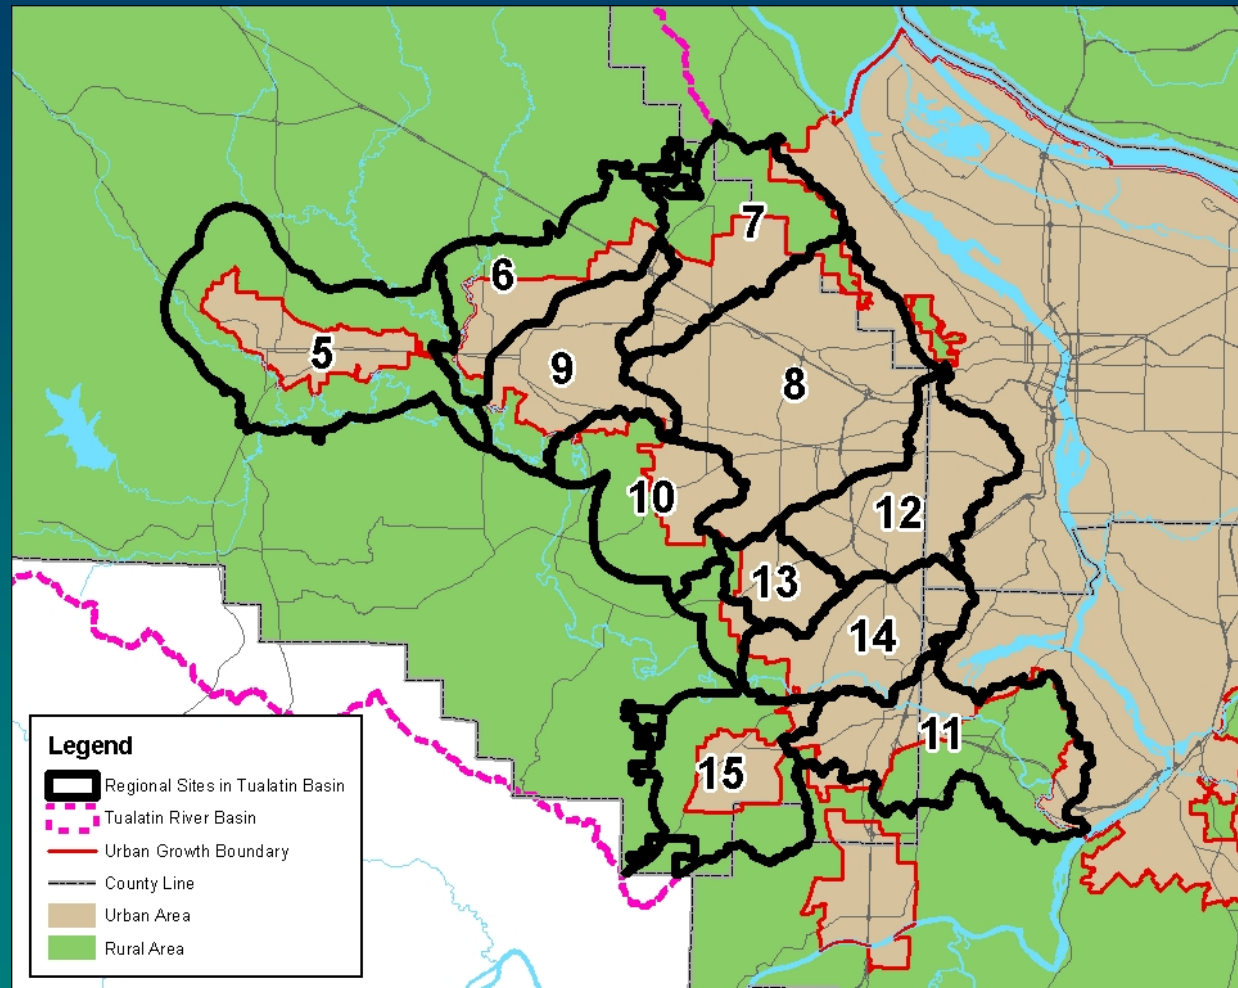 7
6
5
9
8
10
12
13
14
11
15
Legend
Regional Sites in Tualatin Basin
Tualatin River Basin
Urban Growth Boundary
County Line
Urban Area
Rural Area